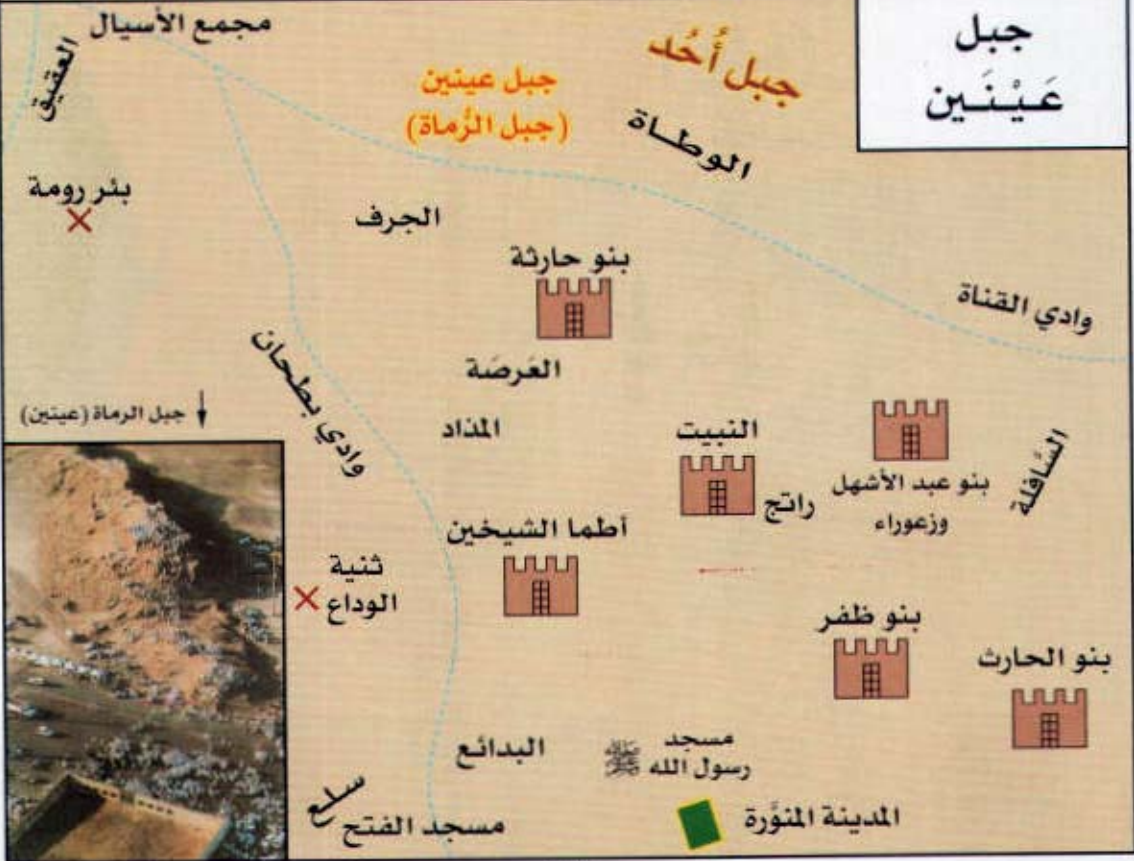 جبل
عَيْنَين
مجمع الأسيال
العقيق
جبل أُحُد
جبل عينين
(جبل الرُّماة)
الوطاة
بئر رومة
الجرف
بنو حارثة
وادي القناة
العَرصَة
وادي بطحان
جبل الرماة (عينين)
المذاد
النبيت
راتج
بنو عبد الأشهل
وزعوراء
السَّافلة
أطما الشيخين
ثنية
الوداع
بنو ظفر
بنو الحارث
البدائع
مسجد
رسول الله ﷺ
سلع
مسجد الفتح
المدينة المنوَّرة